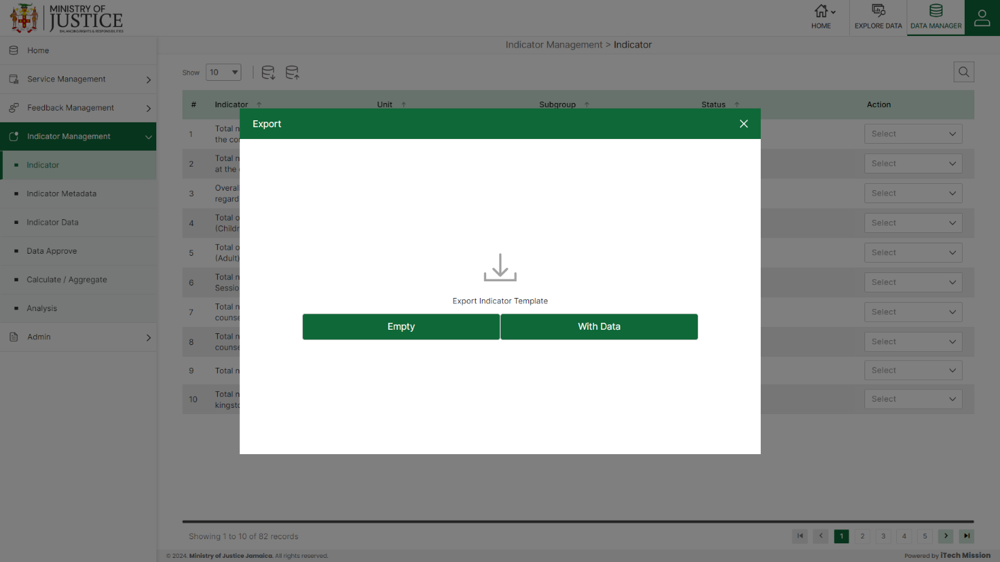 MINISTRY OF
JUSTICE
BALANCING RIGHTS & RESPONSIBILITIES
HOME
EXPLORE DATA
DATA MANAGER
Home
Service Management
Feedback Management
Indicator Management
Indicator
Indicator Metadata
Indicator Data
Data Approve
Calculate / Aggregate
Analysis
Admin
Indicator Management > Indicator
Show 10
# Indicator Unit Subgroup Status Action
1 Total n Select
the co
2 Total n Select
at the
3 Overal Select
regard
4 Total o Select
(Childr
5 Total o Select
(Adult)
6 Total n Select
Sessio
7 Total n Select
counse
8 Total n Select
counse
9 Total n Select
10 Total n Select
kingsto
Export
Export Indicator Template
Empty With Data
Showing 1 to 10 of 82 records
1 2 3 4 5
© 2024. Ministry of Justice Jamaica. All rights reserved.
Powered by iTech Mission